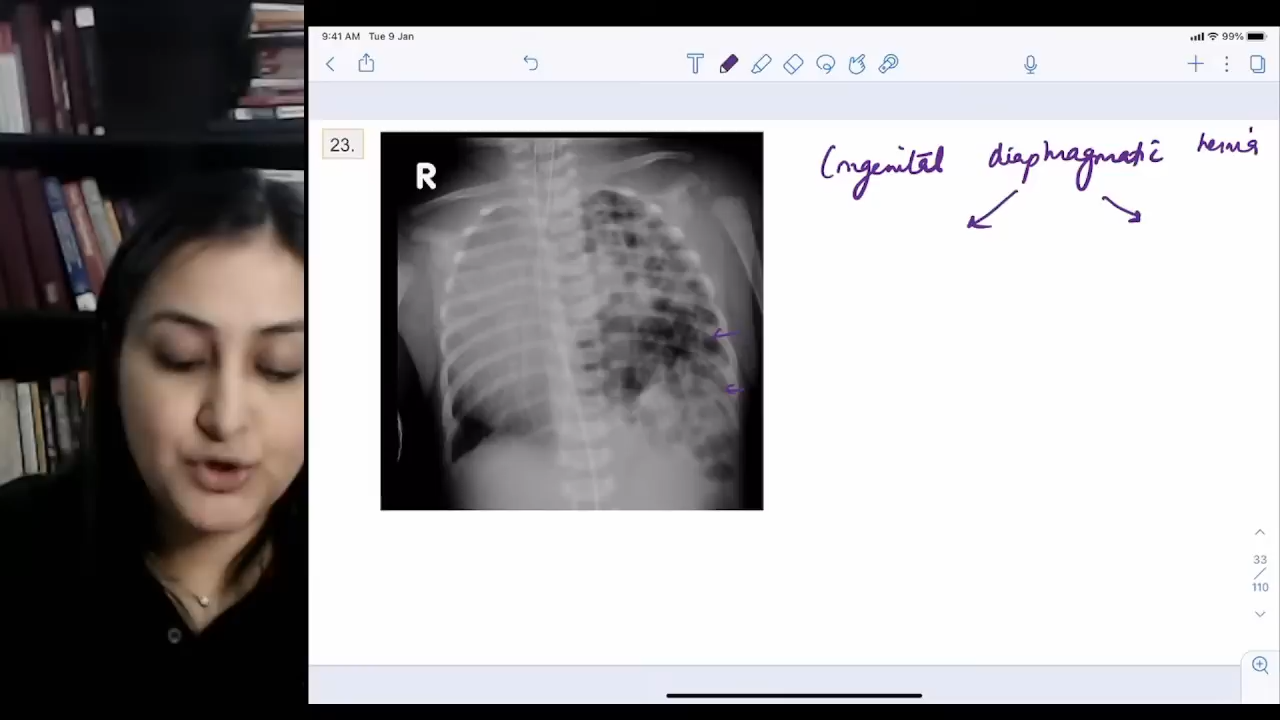 9:41 AM Tue 9 Jan
99%
T
23.
R
Congenital diaphragmatic hernia
33
110